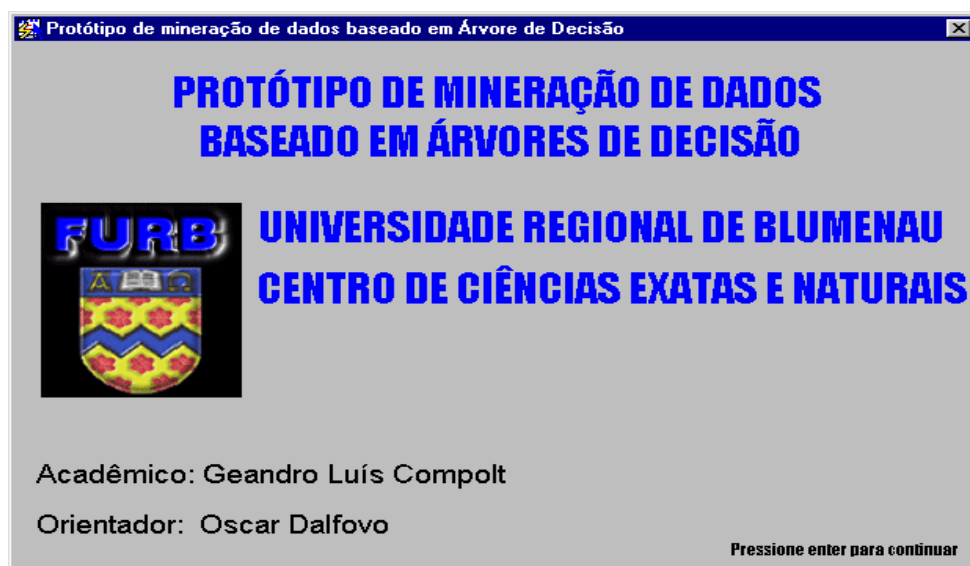 Protótipo de mineração de dados baseado em Árvore de Decisão
PROTÓTIPO DE MINERAÇÃO DE DADOS
BASEADO EM ÁRVORES DE DECISÃO
FURB
A Ω
UNIVERSIDADE REGIONAL DE BLUMENAU
CENTRO DE CIÊNCIAS EXATAS E NATURAIS
Acadêmico: Geandro Luís Compolt
Orientador: Oscar Dalfovo
Pressione enter para continuar